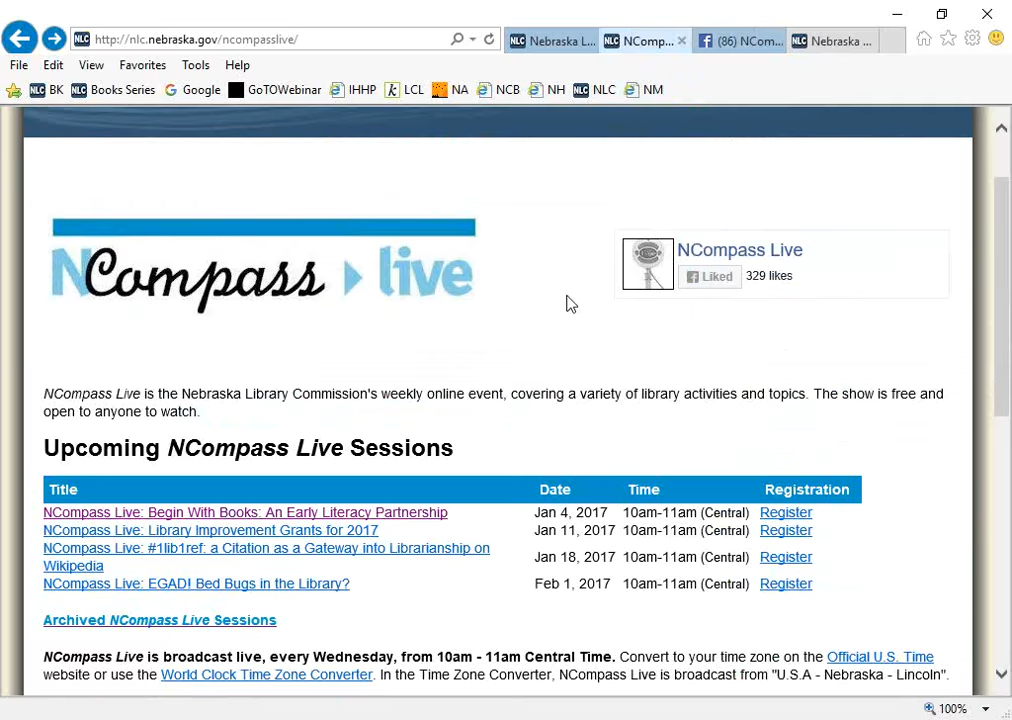 http://nlc.nebraska.gov/ncompasslive/
Nebraska L...
NComp...
(86) NCom...
Nebraska ...
File Edit View Favorites Tools Help
BK Books Series Google GoTOWebinar IHHP LCL NA NCB NH NLC NM
NCompass live
NCompass Live
Liked 329 likes
NCompass Live is the Nebraska Library Commission's weekly online event, covering a variety of library activities and topics. The show is free and
open to anyone to watch.
Upcoming NCompass Live Sessions
Title Date Time Registration
NCompass Live: Begin With Books: An Early Literacy Partnership Jan 4, 2017 10am-11am (Central) Register
NCompass Live: Library Improvement Grants for 2017 Jan 11, 2017 10am-11am (Central) Register
NCompass Live: #1lib1ref: a Citation as a Gateway into Librarianship on
Wikipedia Jan 18, 2017 10am-11am (Central) Register
NCompass Live: EGAD! Bed Bugs in the Library? Feb 1, 2017 10am-11am (Central) Register
Archived NCompass Live Sessions
NCompass Live is broadcast live, every Wednesday, from 10am - 11am Central Time. Convert to your time zone on the Official U.S. Time
website or use the World Clock Time Zone Converter. In the Time Zone Converter, NCompass Live is broadcast from "U.S.A - Nebraska - Lincoln".
100%